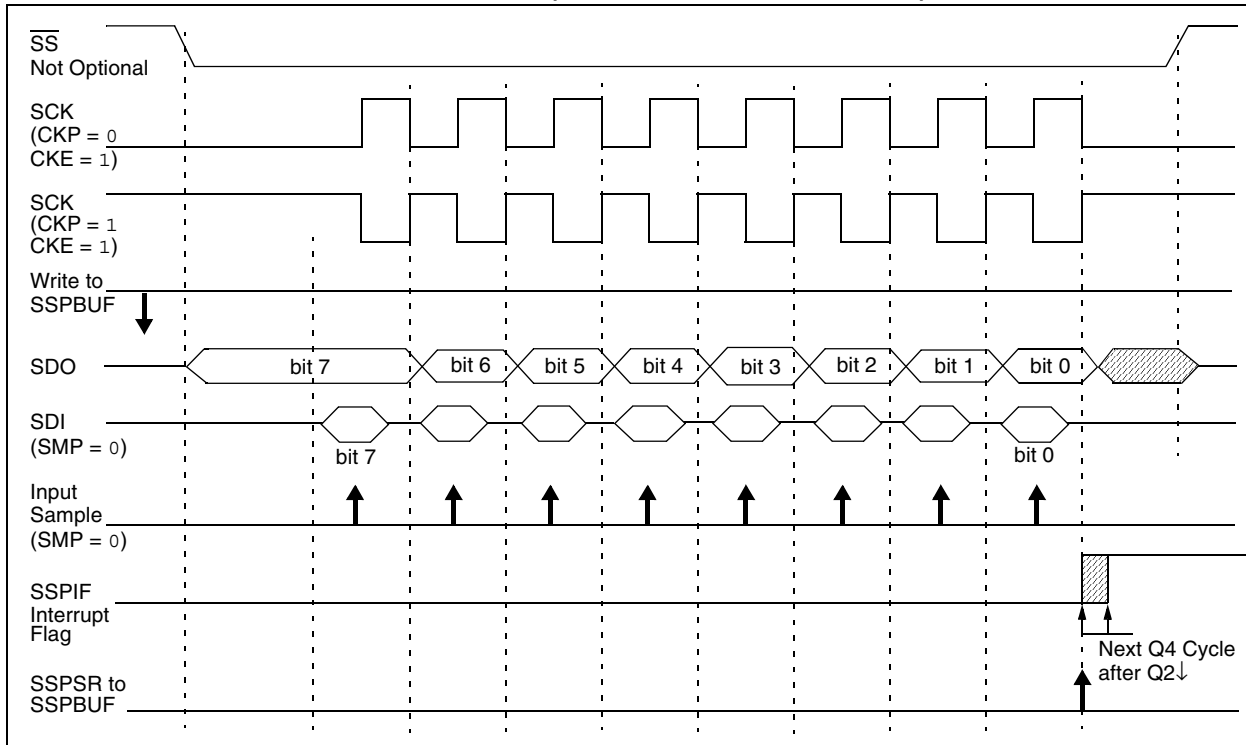 SS
Not Optional
SCK
(CKP = 0
CKE = 1)
SCK
(CKP = 1
CKE = 1)
Write to
SSPBUF
SDO
bit 7 bit 6 bit 5 bit 4 bit 3 bit 2 bit 1 bit 0
SDI
(SMP = 0)
bit 7 bit 0
Input
Sample
(SMP = 0)
SSPIF
Interrupt
Flag
Next Q4 Cycle
after Q2↓
SSPSR to
SSPBUF